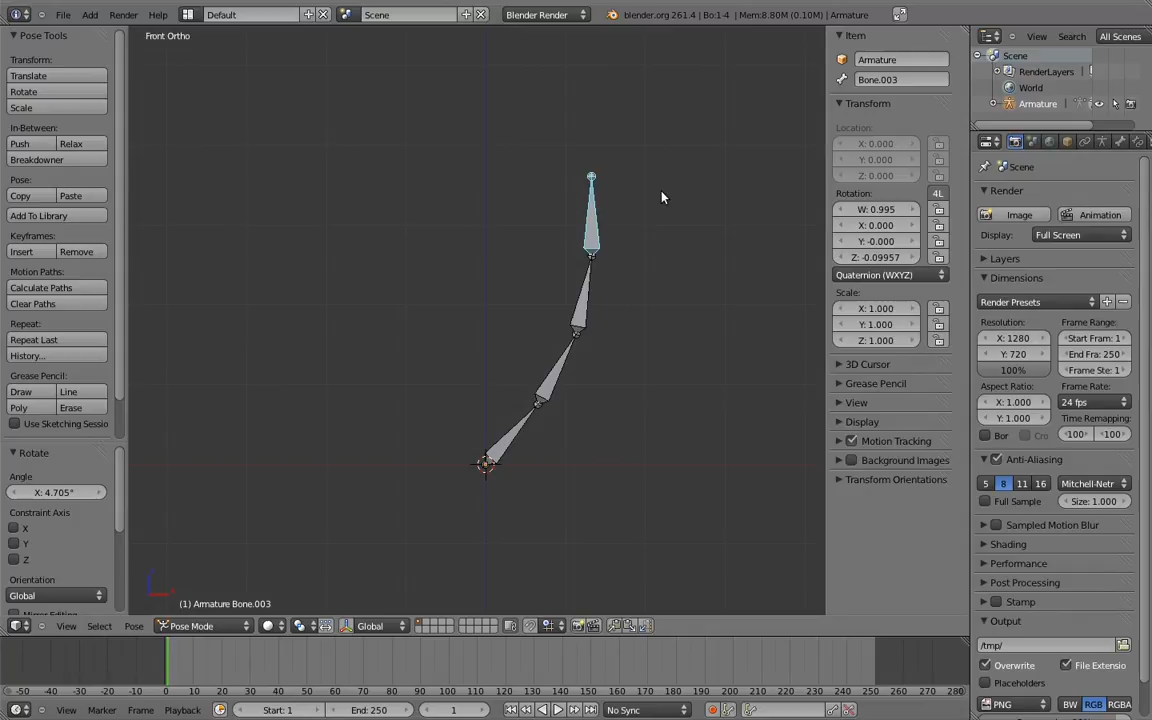 File Add Render Help Default Scene Blender Render blender.org 261.4 | Bo:1-4 | Mem:8.80M (0.10M) | Armature
Pose Tools
Transform:
Translate
Rotate
Scale
In-Between:
Push Relax
Breakdowner
Pose:
Copy Paste
Add To Library
Keyframes:
Insert Remove
Motion Paths:
Calculate Paths
Clear Paths
Repeat:
Repeat Last
History...
Grease Pencil:
Draw Line
Poly Erase
Use Sketching Sessio
Rotate
Angle
X: 4.705°
Constraint Axis
X
Y
Z
Orientation
Global
Front Ortho
(1) Armature Bone.003
Item
Armature
Bone.003
Transform
Location:
X: 0.000
Y: 0.000
Z: 0.000
Rotation:
4L
W: 0.995
X: 0.000
Y: -0.000
Z: -0.09957
Quaternion (WXYZ)
Scale:
X: 1.000
Y: 1.000
Z: 1.000
3D Cursor
Grease Pencil
View
Display
Motion Tracking
Background Images
Transform Orientations
View Search All Scenes
Scene
RenderLayers
World
Armature
Scene
Render
Image Animation
Display: Full Screen
Layers
Dimensions
Render Presets
Resolution: Frame Range:
X: 1280 Start Fram: 1
Y: 720 End Fra: 250
100% Frame Ste: 1
Aspect Ratio: Frame Rate:
X: 1.000 24 fps
Y: 1.000 Time Remapping:
Bor Cro 100 100
Anti-Aliasing
5 8 11 16 Mitchell-Netr
Full Sample Size: 1.000
Sampled Motion Blur
Shading
Performance
Post Processing
Stamp
Output
/tmp/
Overwrite File Extensio
Placeholders
PNG BW RGB RGBA
View Select Pose Pose Mode Global
-50 -40 -30 -20 -10 0 10 20 30 40 50 60 70 80 90 100 110 120 130 140 150 160 170 180 190 200 210 220 230 240 250 260 270 280
View Marker Frame Playback Start: 1 End: 250 1 No Sync